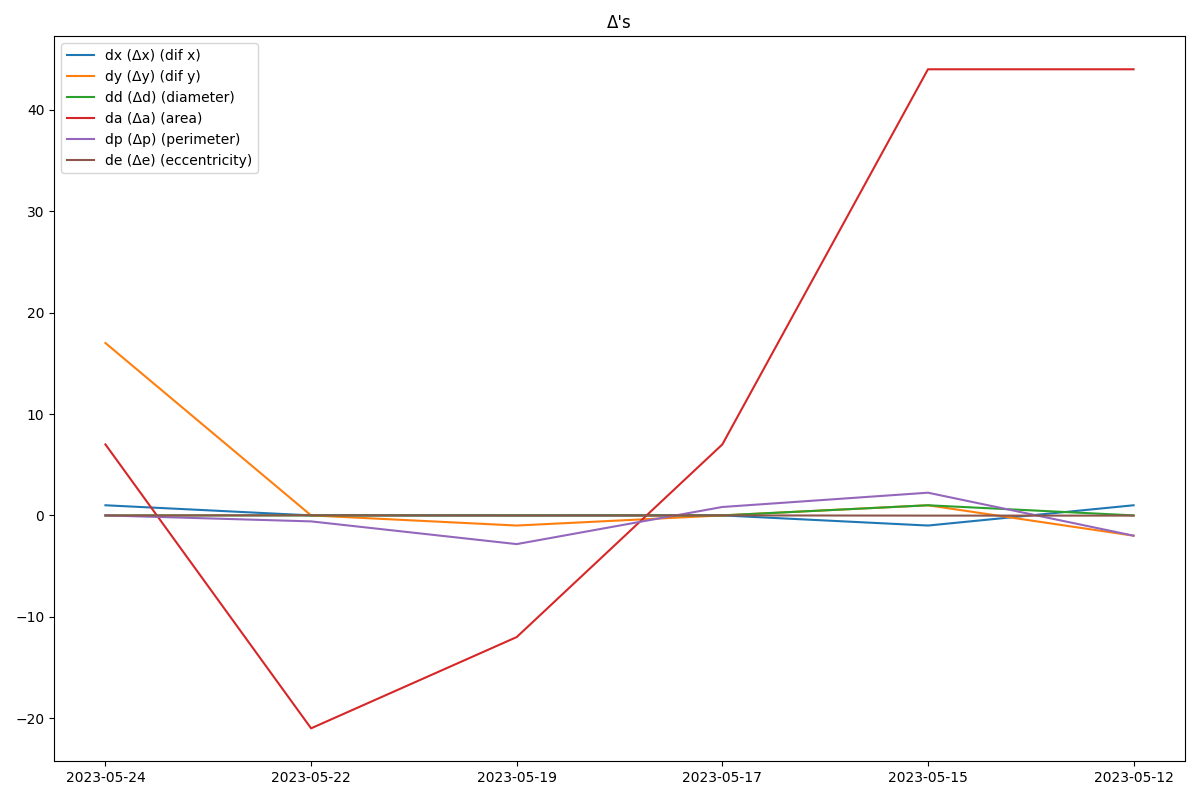 Δ's
dx (Δx) (dif x)
dy (Δy) (dif y)
dd (Δd) (diameter)
da (Δa) (area)
dp (Δp) (perimeter)
de (Δe) (eccentricity)
40
30
20
10
0
−10
−20
2023-05-24 2023-05-22 2023-05-19 2023-05-17 2023-05-15 2023-05-12